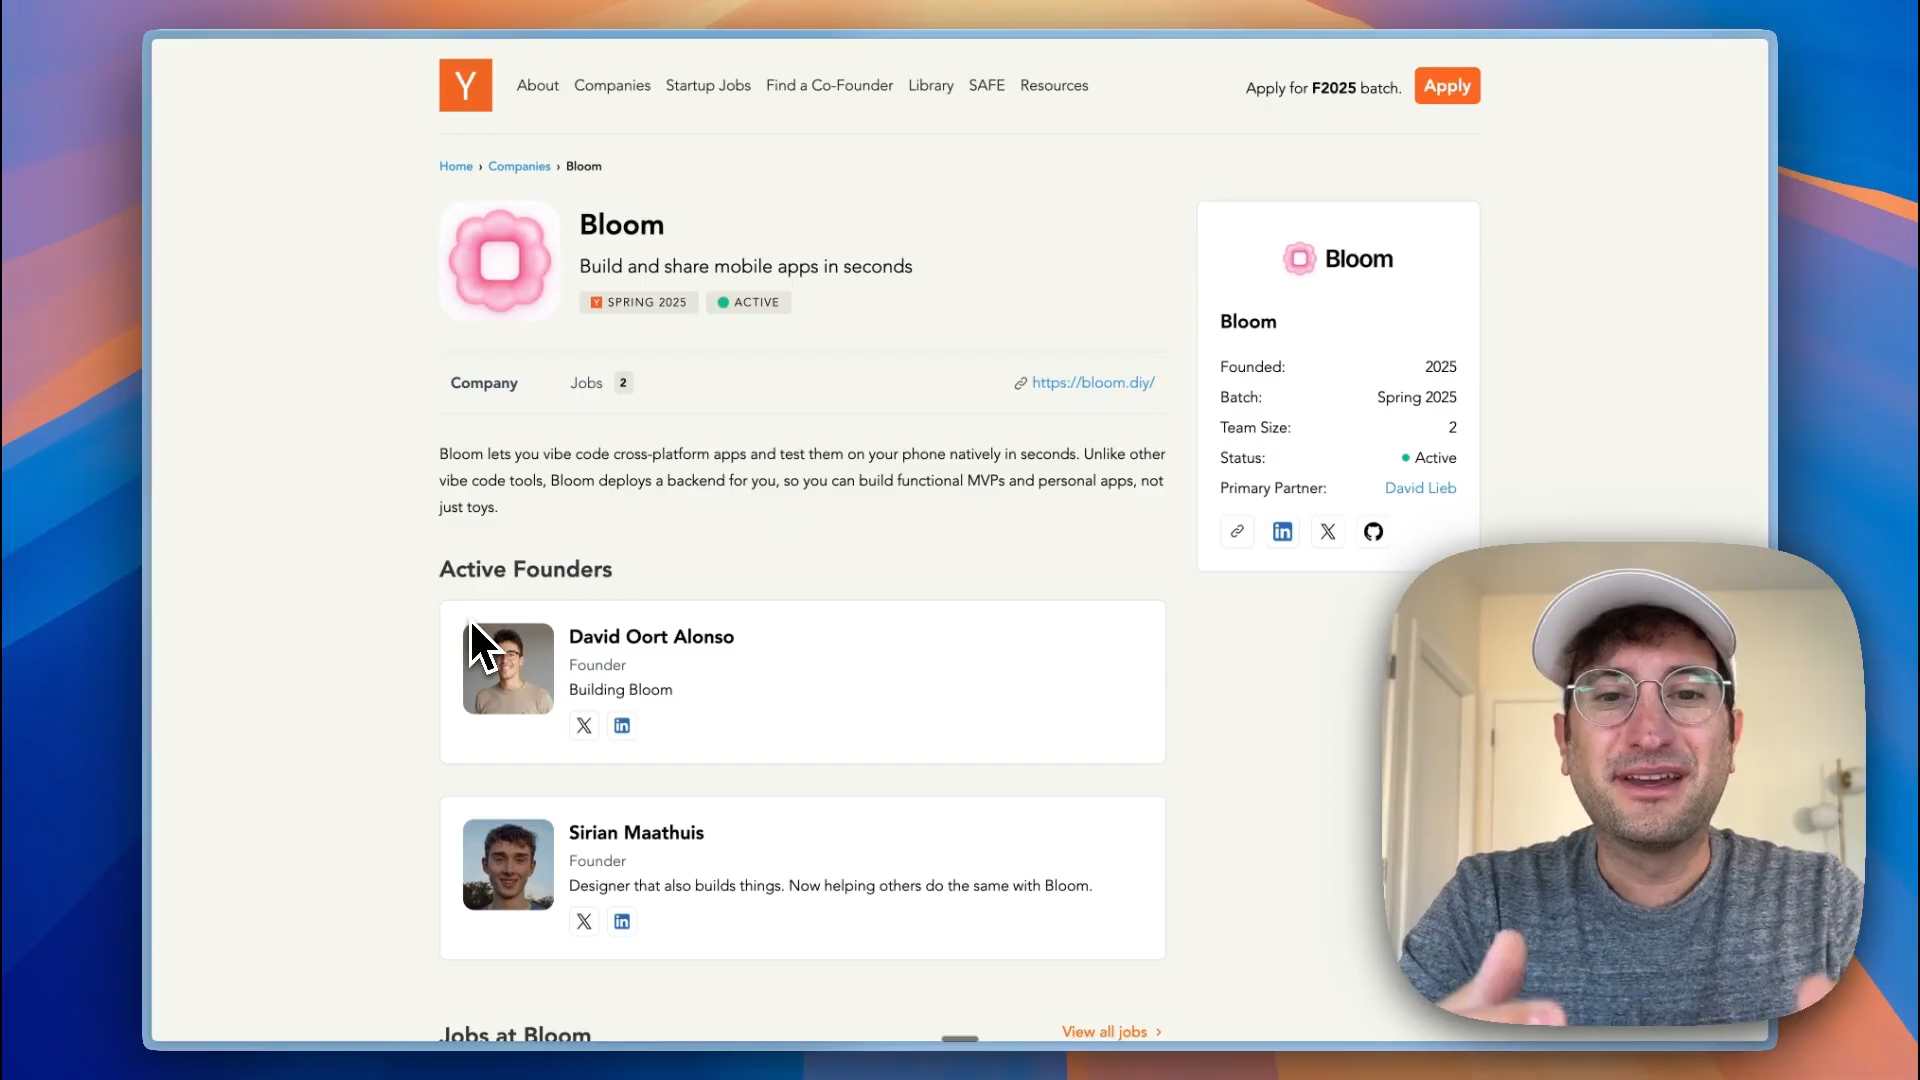 Y
About Companies Startup Jobs Find a Co-Founder Library SAFE Resources
Apply for F2025 batch. Apply
Home › Companies › Bloom
Bloom
Build and share mobile apps in seconds
Y SPRING 2025 ACTIVE
Company Jobs 2 https://bloom.diy/
Bloom lets you vibe code cross-platform apps and test them on your phone natively in seconds. Unlike other
vibe code tools, Bloom deploys a backend for you, so you can build functional MVPs and personal apps, not
just toys.
Active Founders
David Oort Alonso
Founder
Building Bloom
X in
Sirian Maathuis
Founder
Designer that also builds things. Now helping others do the same with Bloom.
X in
Jobs at Bloom
View all jobs ›
Bloom
Bloom
Founded: 2025
Batch: Spring 2025
Team Size: 2
Status: Active
Primary Partner: David Lieb
in X